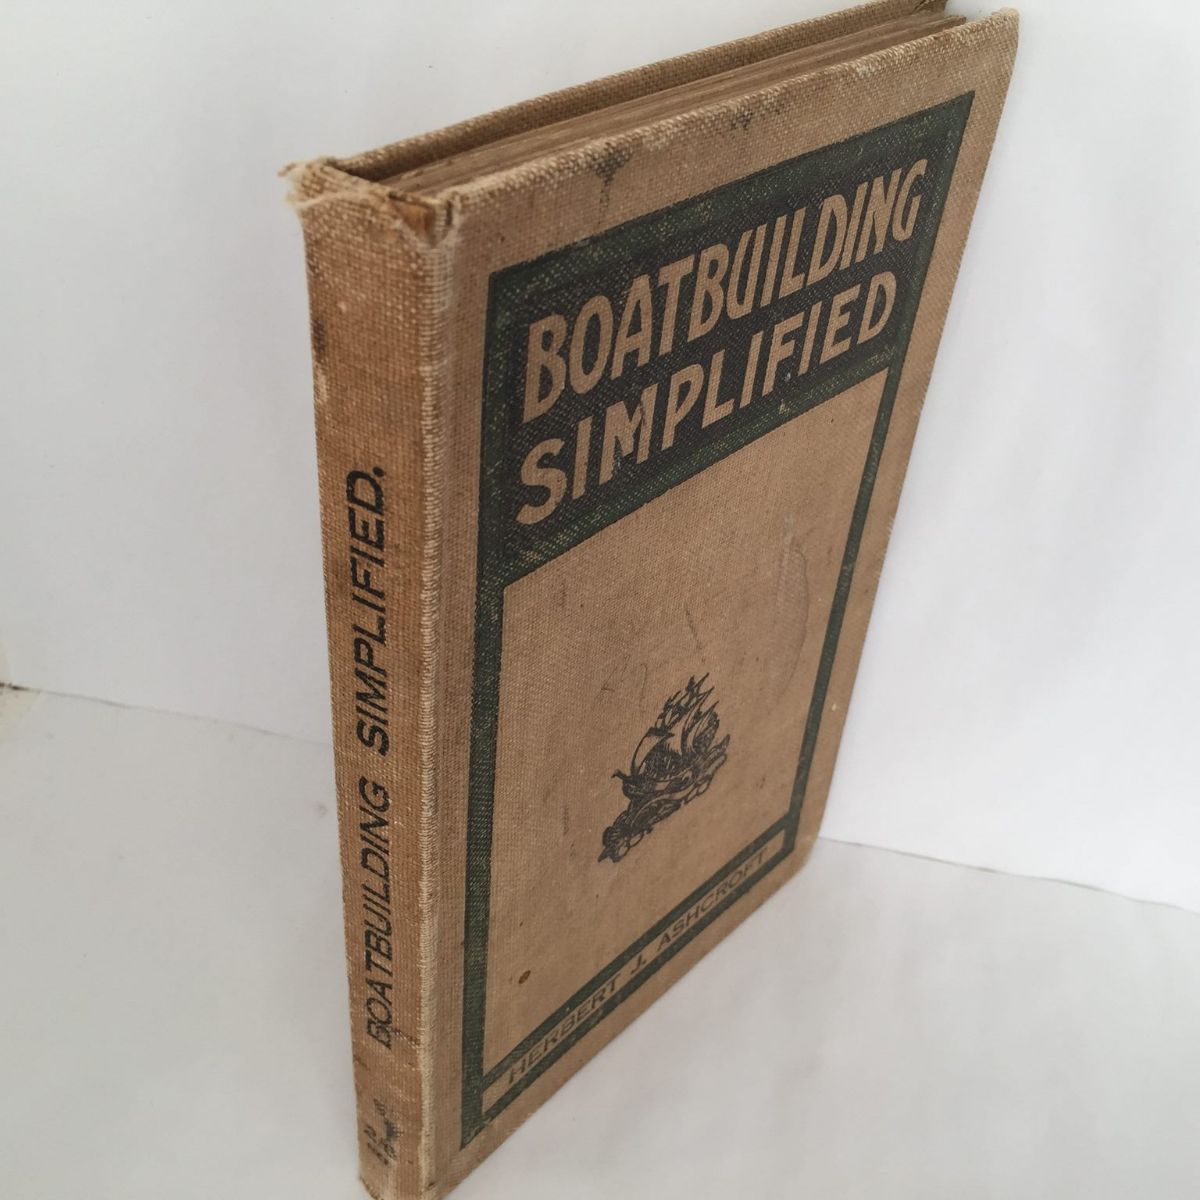 BOATBUILDING SIMPLIFIED.
BOATBUILDING
SIMPLIFIED
HERBERT J. ASHCROFT